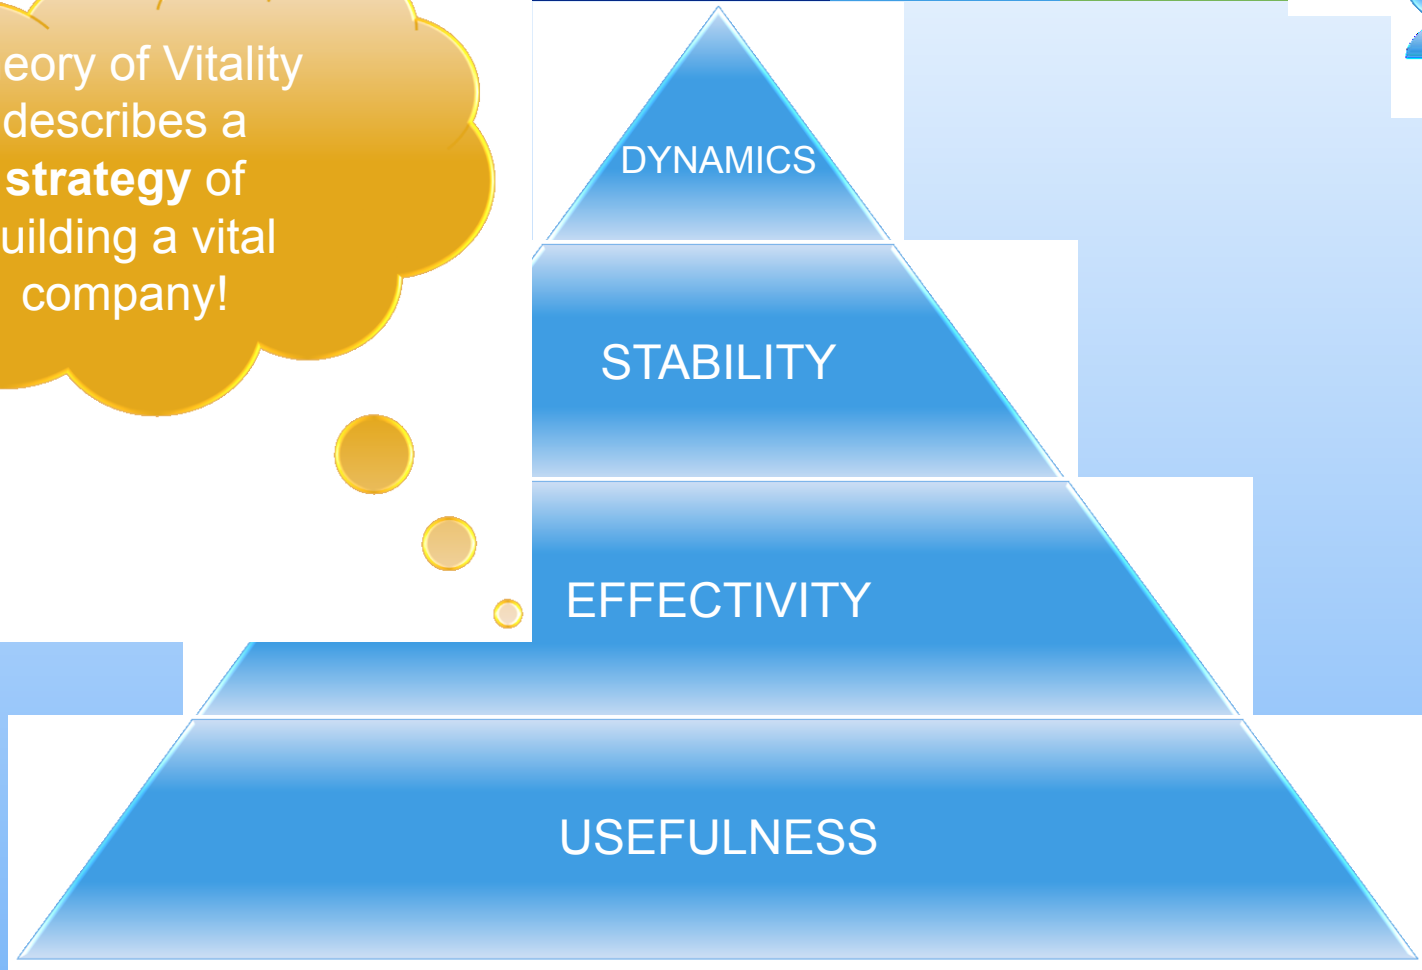 eory of Vitality
describes a
strategy of
uilding a vital
company!
DYNAMICS
STABILITY
EFFECTIVITY
USEFULNESS